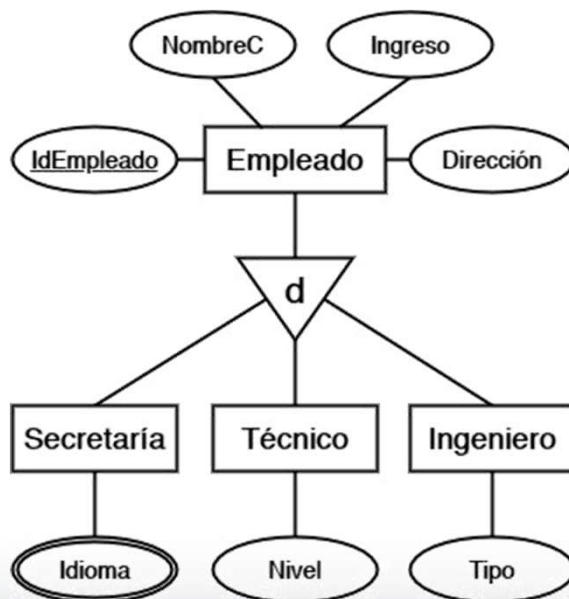 NombreC
Ingreso
IdEmpleado
Empleado
Dirección
d
Secretaría
Técnico
Ingeniero
Idioma
Nivel
Tipo